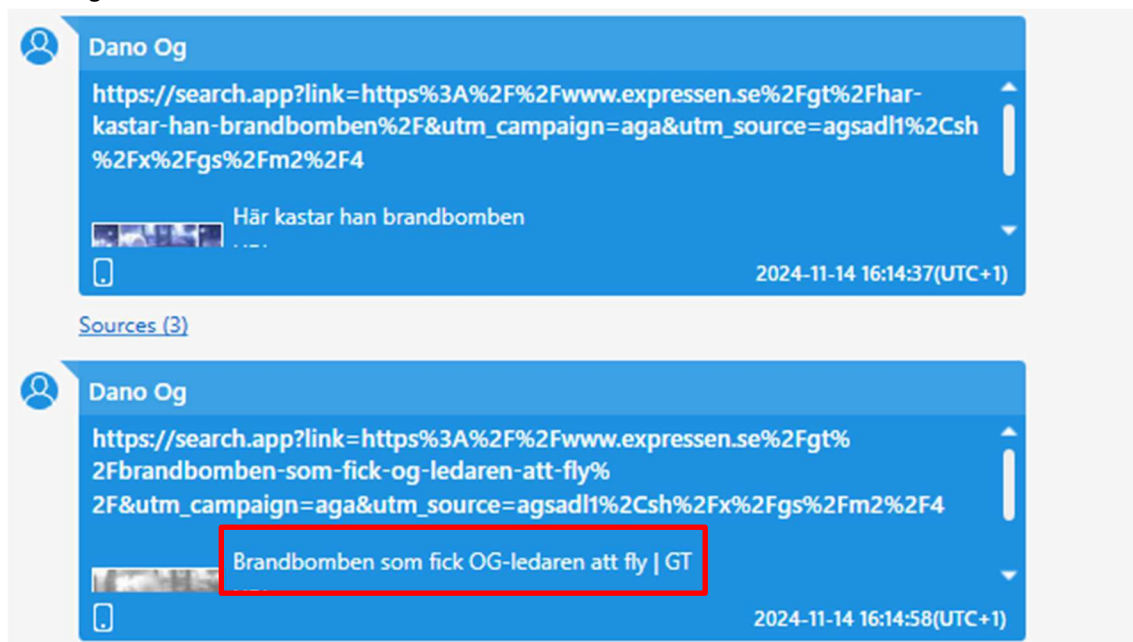 Dano Og
https://search.app?link=https%3A%2F%2Fwww.expressen.se%2Fgt%2Fhar-
kastar-han-brandbomben%2F&utm_campaign=aga&utm_source=agsadl1%2Csh
%2Fx%2Fgs%2Fm2%2F4
Här kastar han brandbomben
2024-11-14 16:14:37(UTC+1)
Sources (3)
Dano Og
https://search.app?link=https%3A%2F%2Fwww.expressen.se%2Fgt%
2Fbrandbomben-som-fick-og-ledaren-att-fly%
2F&utm_campaign=aga&utm_source=agsadl1%2Csh%2Fx%2Fgs%2Fm2%2F4
Brandbomben som fick OG-ledaren att fly | GT
2024-11-14 16:14:58(UTC+1)